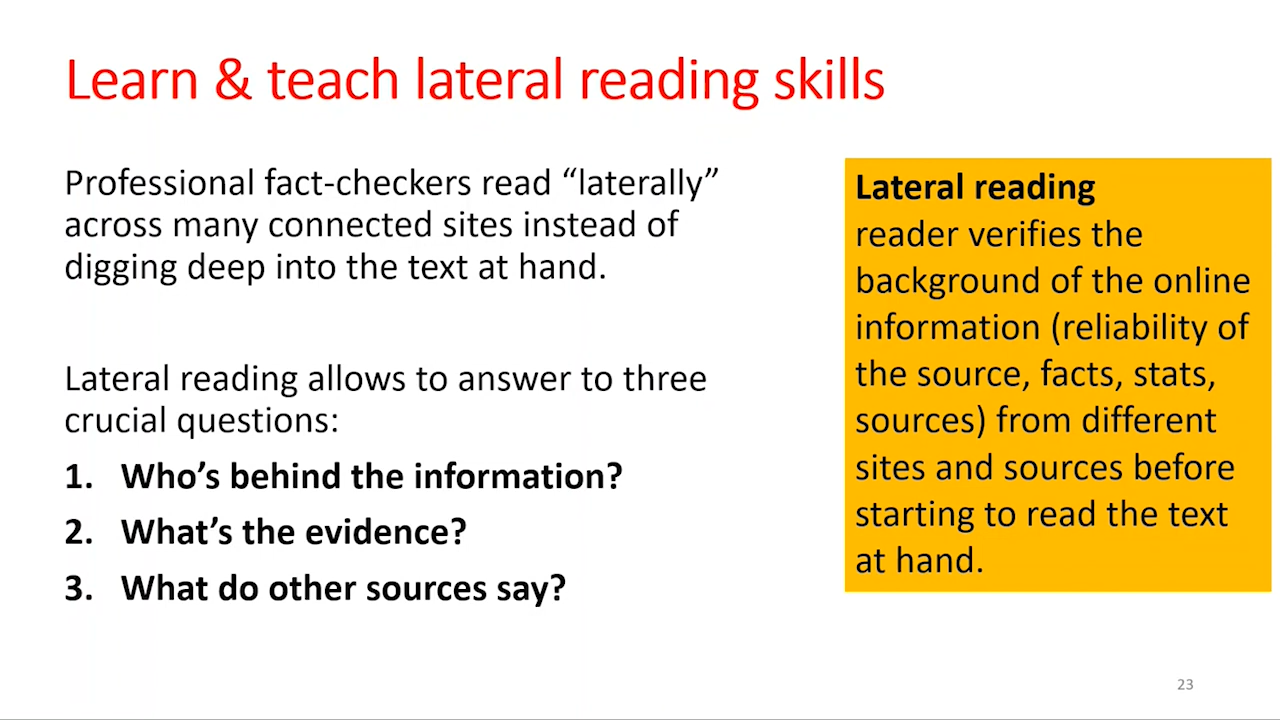 Learn & teach lateral reading skills
Professional fact-checkers read “laterally”
across many connected sites instead of
digging deep into the text at hand.
Lateral reading allows to answer to three
crucial questions:
1. Who’s behind the information?
2. What’s the evidence?
3. What do other sources say?
Lateral reading
reader verifies the
background of the online
information (reliability of
the source, facts, stats,
sources) from different
sites and sources before
starting to read the text
at hand.
23